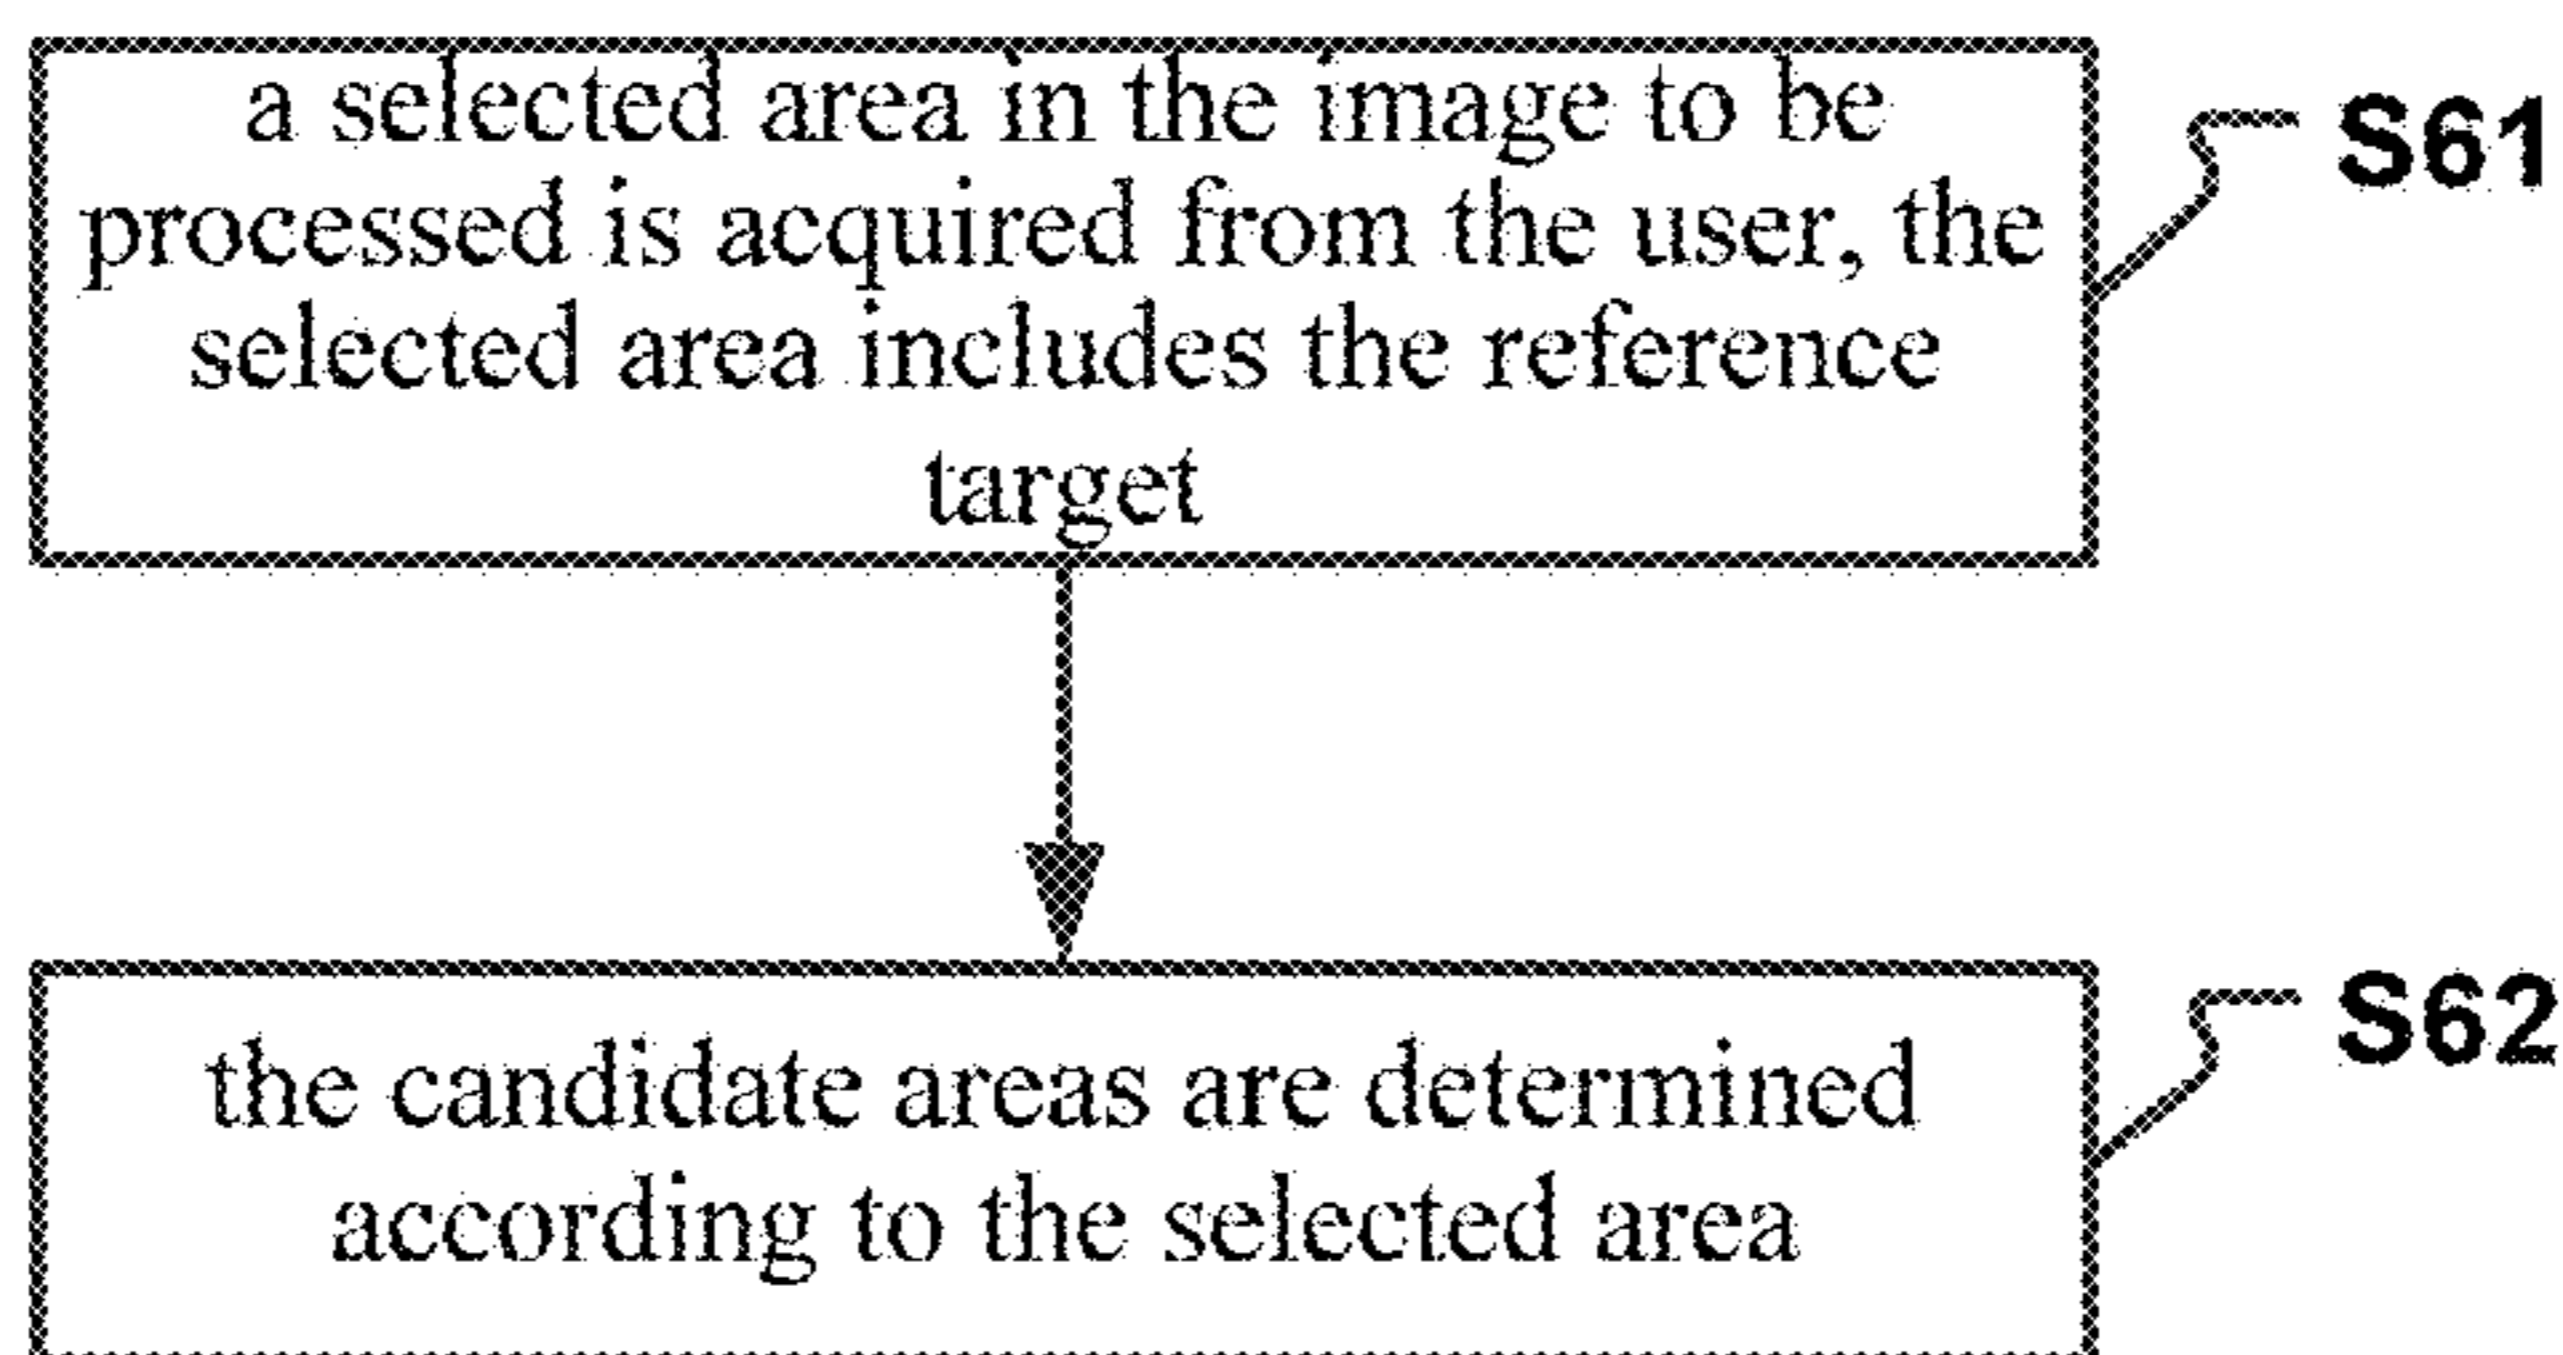 a selected area in the image to be
processed is acquired from the user, the
selected area includes the reference
target
S61
the candidate areas are determined
according to the selected area
S62